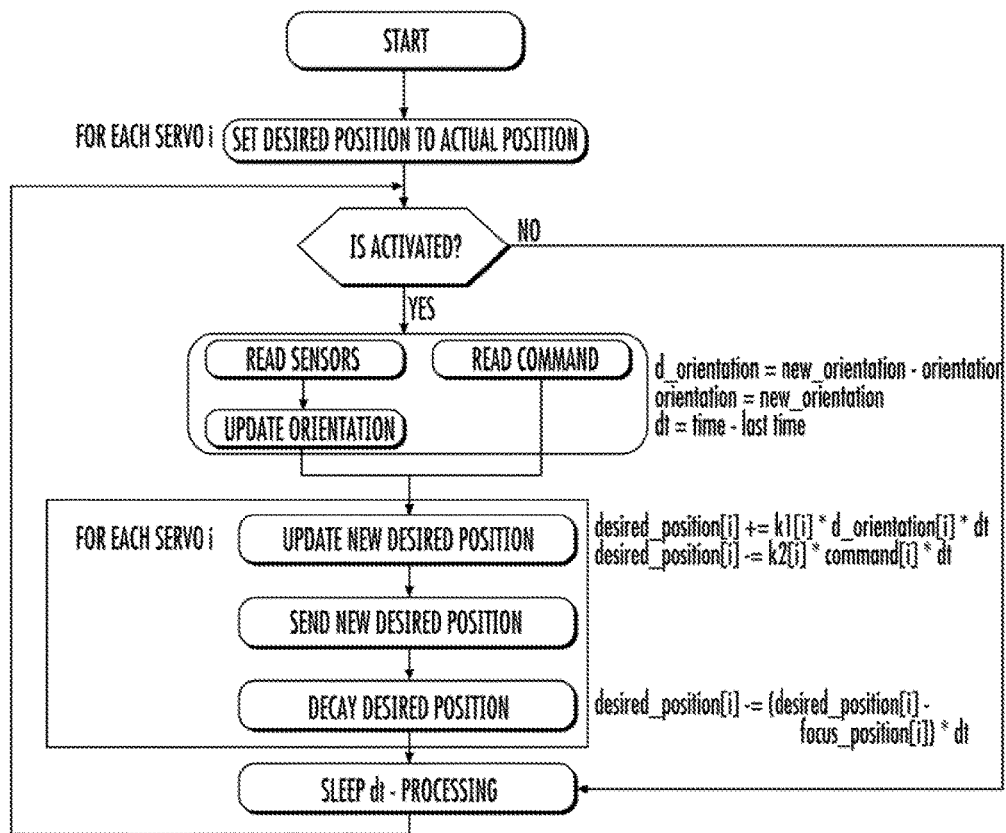 START
FOR EACH SERVO i
SET DESIRED POSITION TO ACTUAL POSITION
IS ACTIVATED?
NO
YES
READ SENSORS
READ COMMAND
UPDATE ORIENTATION
d_orientation = new_orientation - orientation
orientation = new_orientation
dt = time - last time
FOR EACH SERVO i
UPDATE NEW DESIRED POSITION
desired_position[i] += k1[i] * d_orientation[i] * dt
desired_position[i] -= k2[i] * command[i] * dt
SEND NEW DESIRED POSITION
DECAY DESIRED POSITION
desired_position[i] -= (desired_position[i] -
focus_position[i]) * dt
SLEEP dt - PROCESSING